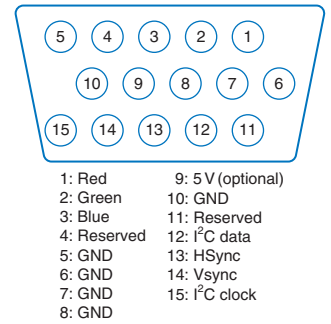 5 4 3 2 1
10 9 8 7 6
15 14 13 12 11
1: Red
2: Green
3: Blue
4: Reserved
5: GND
6: GND
7: GND
8: GND
9: 5 V (optional)
10: GND
11: Reserved
12: I²C data
13: HSync
14: Vsync
15: I²C clock